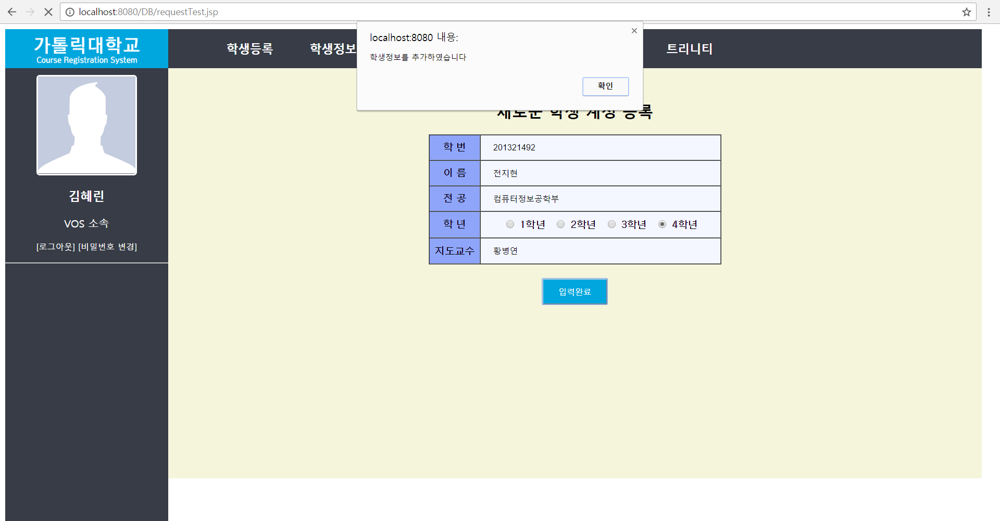 localhost:8080/DB/requestTest.jsp
가톨릭대학교
Course Registration System
학생등록 학생정보 트리니티
localhost:8080 내용:
학생정보를 추가하였습니다
확인
김혜린
VOS 소속
[로그아웃] [비밀번호 변경]
새로운 학생 계정 등록
학 번 201321492
이 름 전지현
전 공 컴퓨터정보공학부
학 년 1학년 2학년 3학년 4학년
지도교수 황병연
입력완료